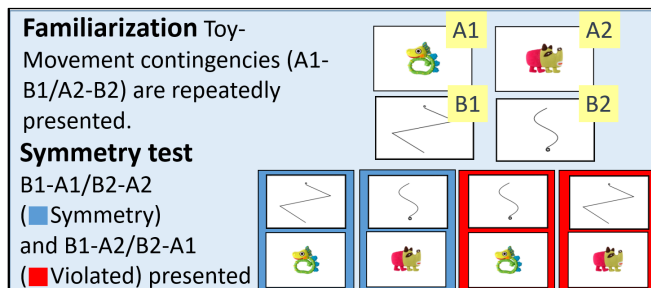 Familiarization Toy-
Movement contingencies (A1-
B1/A2-B2) are repeatedly
presented.
A1
A2
B1
B2
Symmetry test
B1-A1/B2-A2
(Symmetry)
and B1-A2/B2-A1
(Violated) presented